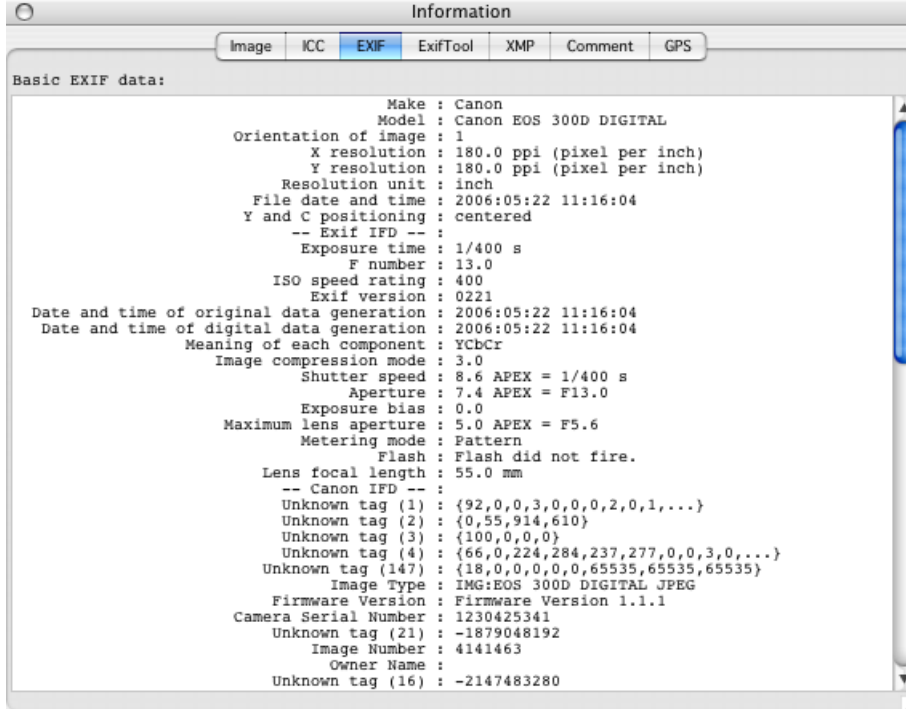 Information
Image ICC EXIF ExifTool XMP Comment GPS
Basic EXIF data:
Make : Canon
Model : Canon EOS 300D DIGITAL
Orientation of image : 1
X resolution : 180.0 ppi (pixel per inch)
Y resolution : 180.0 ppi (pixel per inch)
Resolution unit : inch
File date and time : 2006:05:22 11:16:04
Y and C positioning : centered
-- Exif IFD -- :
Exposure time : 1/400 s
F number : 13.0
ISO speed rating : 400
Exif version : 0221
Date and time of original data generation : 2006:05:22 11:16:04
Date and time of digital data generation : 2006:05:22 11:16:04
Meaning of each component : YCbCr
Image compression mode : 3.0
Shutter speed : 8.6 APEX = 1/400 s
Aperture : 7.4 APEX = F13.0
Exposure bias : 0.0
Maximum lens aperture : 5.0 APEX = F5.6
Metering mode : Pattern
Flash : Flash did not fire.
Lens focal length : 55.0 mm
-- Canon IFD -- :
Unknown tag (1) : {92,0,0,3,0,0,0,2,0,1,...}
Unknown tag (2) : {0,55,914,610}
Unknown tag (3) : {100,0,0,0}
Unknown tag (4) : {66,0,224,284,237,277,0,0,3,0,...}
Unknown tag (147) : {18,0,0,0,0,0,65535,65535,65535}
Image Type : IMG:EOS 300D DIGITAL JPEG
Firmware Version : Firmware Version 1.1.1
Camera Serial Number : 1230425341
Unknown tag (21) : -1879048192
Image Number : 4141463
Owner Name :
Unknown tag (16) : -2147483280